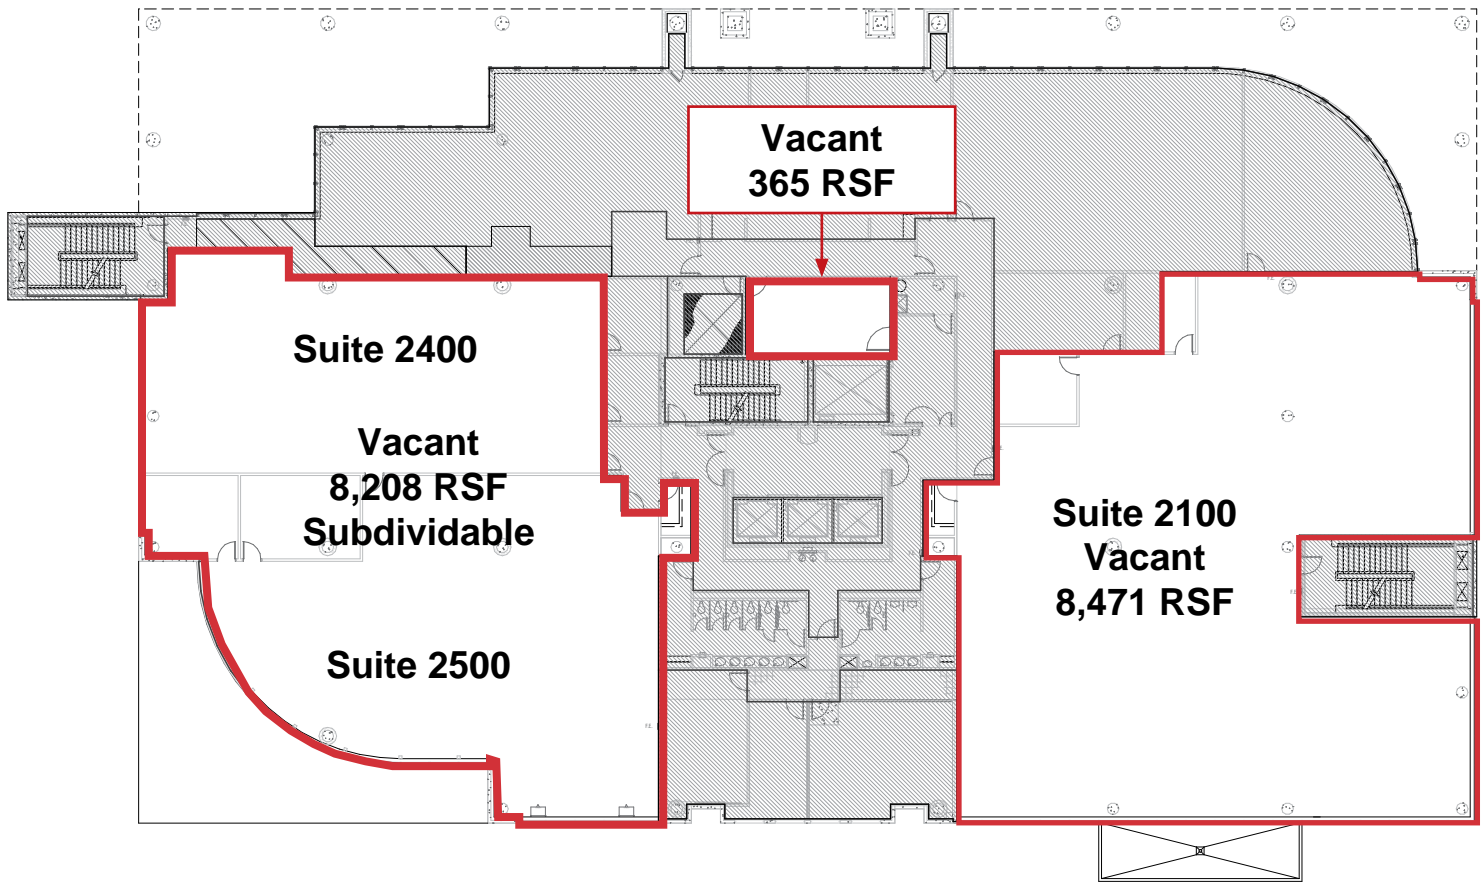 Vacant
365 RSF
Suite 2400
Vacant
8,208 RSF
Subdividable
Suite 2500
Suite 2100
Vacant
8,471 RSF